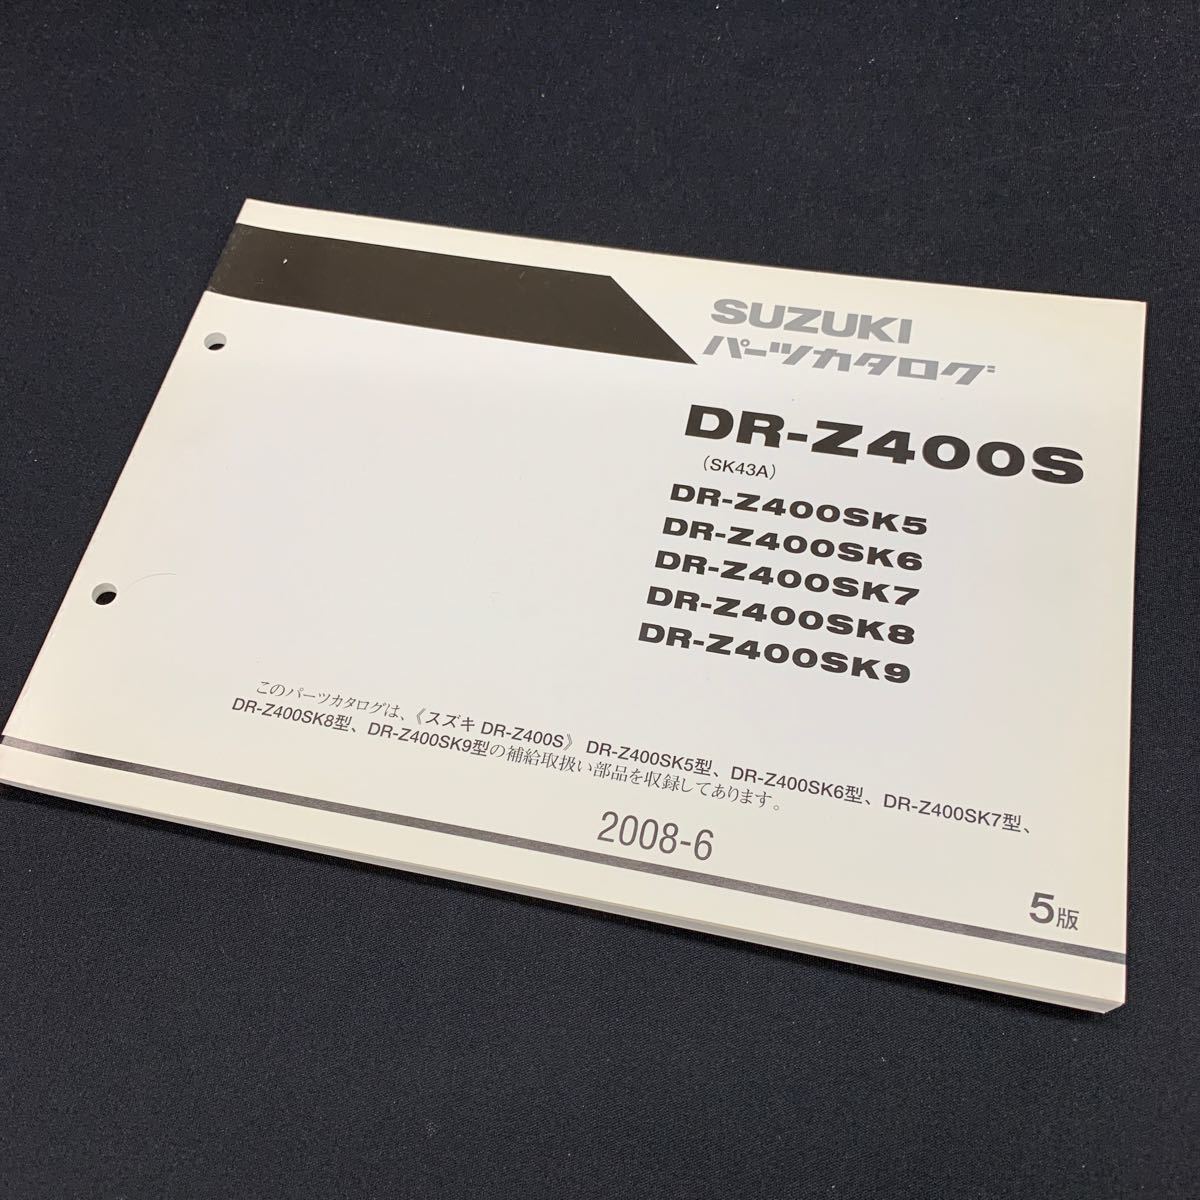 SUZUKI
パーツカタログ
DR-Z400S
(SK43A)
DR-Z400SK5
DR-Z400SK6
DR-Z400SK7
DR-Z400SK8
DR-Z400SK9
このパーツカタログは、《スズキ DR-Z400S》 DR-Z400SK5型、DR-Z400SK6型、DR-Z400SK7型、
DR-Z400SK8型、DR-Z400SK9型の補給取扱い部品を収録してあります。
2008-6
5版